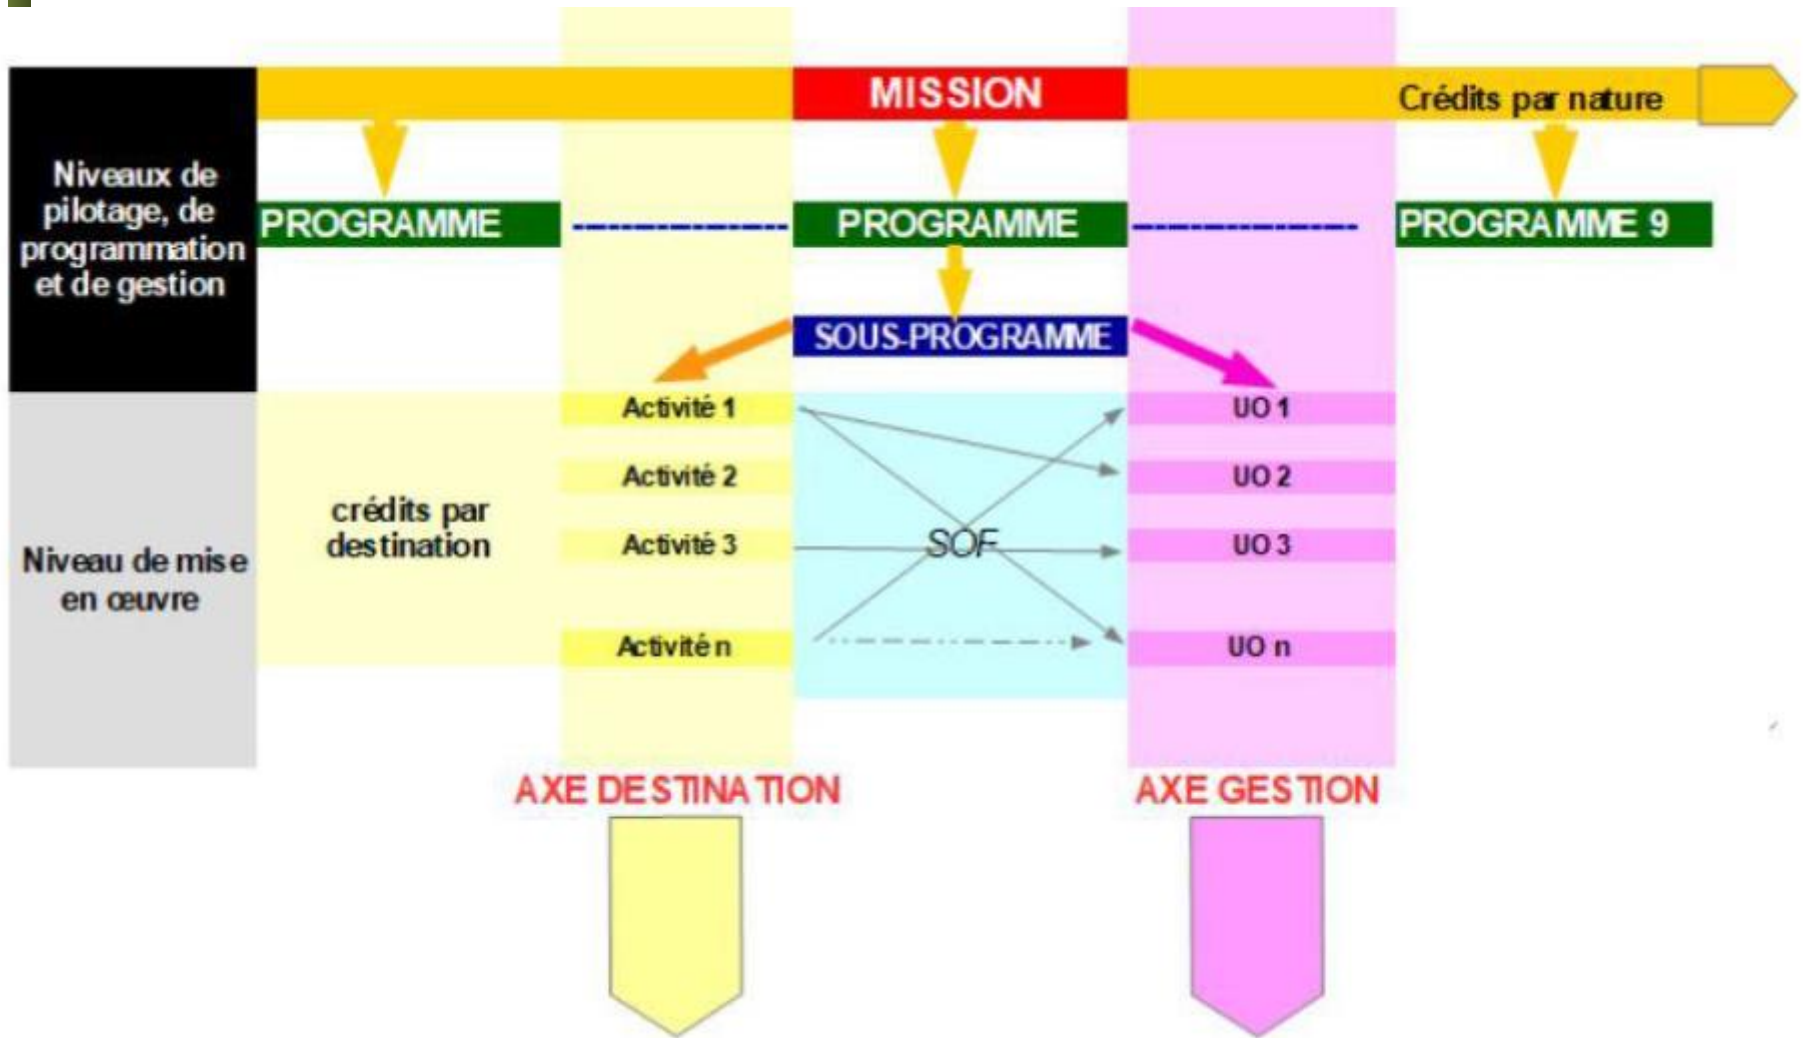 MISSION
Crédits par nature
Niveaux de
pilotage, de
programmation
et de gestion
PROGRAMME
PROGRAMME
PROGRAMME 9
SOUS-PROGRAMME
Activité 1
UO 1
Activité 2
UO 2
crédits par
destination
Activité 3
SOF
UO 3
Niveau de mise
en œuvre
Activité n
UO n
AXE DESTINATION
AXE GESTION